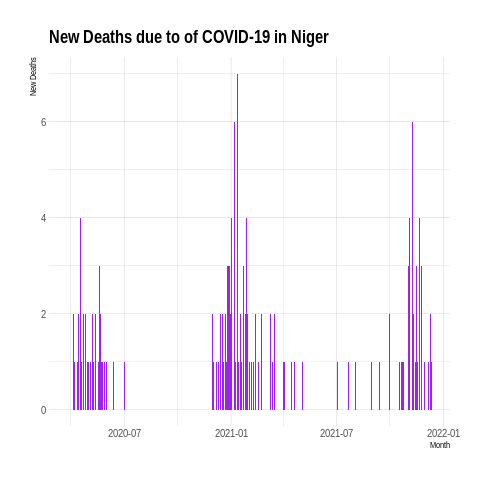 New Deaths due to of COVID-19 in Niger
New Deaths
6
4
2
0
2020-07
2021-01
2021-07
2022-01
Month